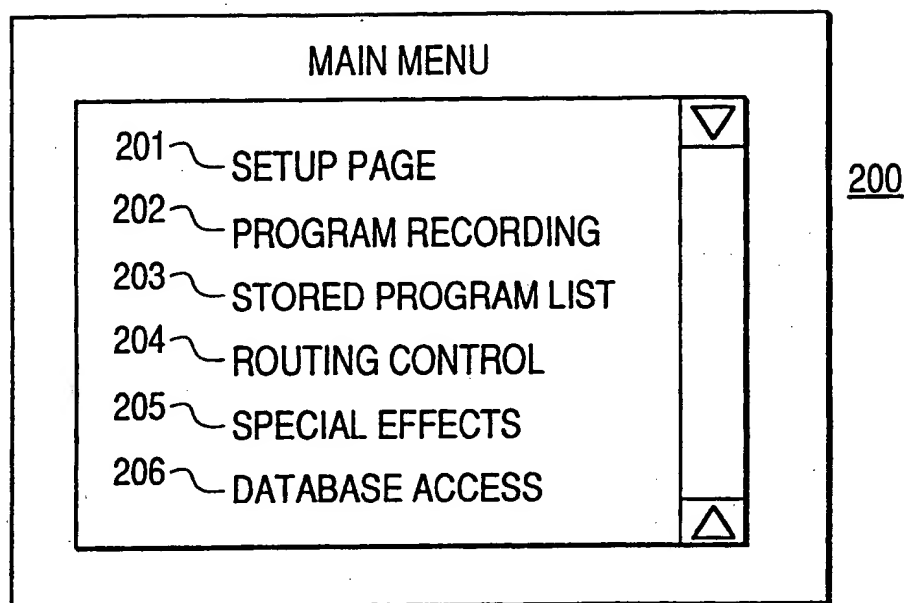 MAIN MENU
201 SETUP PAGE
200
202 PROGRAM RECORDING
203 STORED PROGRAM LIST
204 ROUTING CONTROL
205 SPECIAL EFFECTS
206 DATABASE ACCESS